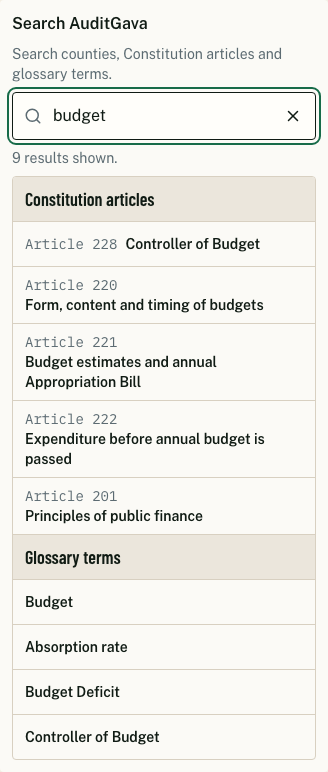 Search AuditGava
Search counties, Constitution articles and
glossary terms.
budget
9 results shown.
Constitution articles
Article 228 Controller of Budget
Article 220
Form, content and timing of budgets
Article 221
Budget estimates and annual
Appropriation Bill
Article 222
Expenditure before annual budget is
passed
Article 201
Principles of public finance
Glossary terms
Budget
Absorption rate
Budget Deficit
Controller of Budget